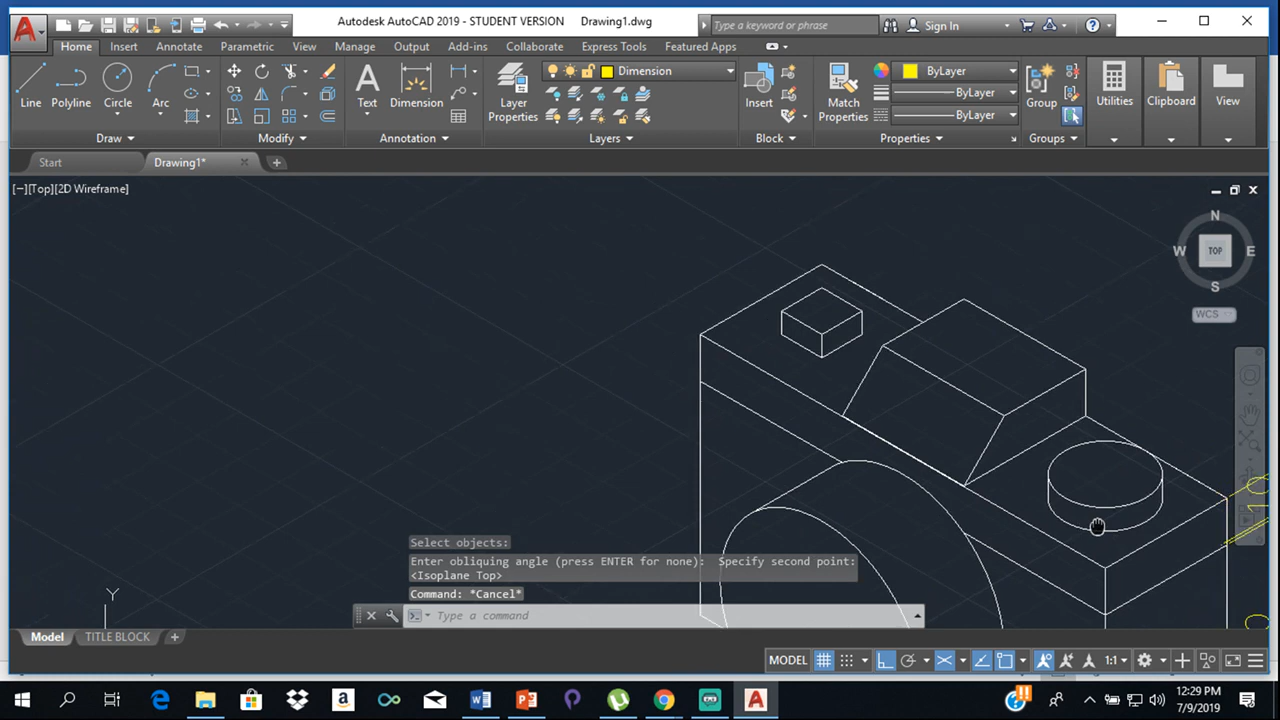 Autodesk AutoCAD 2019 - STUDENT VERSION Drawing1.dwg
Type a keyword or phrase
Sign In
Home Insert Annotate Parametric View Manage Output Add-ins Collaborate Express Tools Featured Apps
Line Polyline Circle Arc
Text Dimension
Layer Properties
Dimension
Insert
Match Properties
ByLayer
ByLayer
ByLayer
Group
Utilities
Clipboard
View
Draw
Modify
Annotation
Layers
Block
Properties
Groups
Start
Drawing1*
[−][Top][2D Wireframe]
N
W
TOP
E
S
WCS
10
0
Y
Select objects:
Enter obliquing angle (press ENTER for none): Specify second point:
<Isoplane Top>
Command: *Cancel*
Type a command
Model
TITLE BLOCK
MODEL
1:1
12:29 PM
7/9/2019